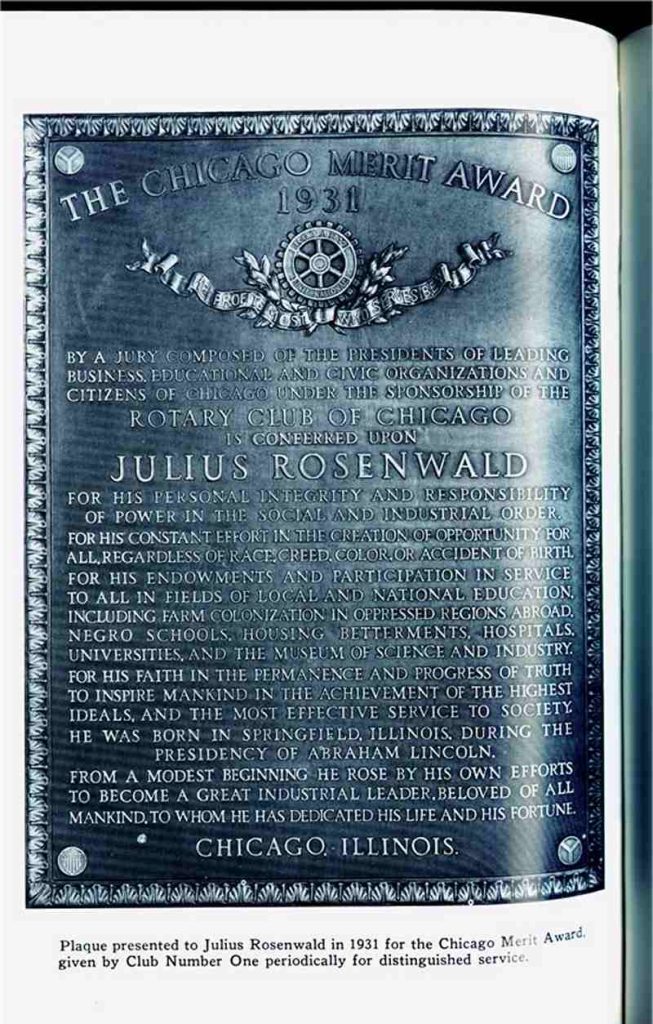 THE CHICAGO MERIT AWARD
1931
ROTARY
HE PROFITS MOST WHO SERVES BEST
BY A JURY COMPOSED OF THE PRESIDENTS OF LEADING
BUSINESS, EDUCATIONAL AND CIVIC ORGANIZATIONS AND
CITIZENS OF CHICAGO UNDER THE SPONSORSHIP OF THE
ROTARY CLUB OF CHICAGO
IS CONFERRED UPON
JULIUS ROSENWALD
FOR HIS PERSONAL INTEGRITY AND RESPONSIBILITY
OF POWER IN THE SOCIAL AND INDUSTRIAL ORDER.
FOR HIS CONSTANT EFFORT IN THE CREATION OF OPPORTUNITY FOR
ALL, REGARDLESS OF RACE, CREED, COLOR, OR ACCIDENT OF BIRTH.
FOR HIS ENDOWMENTS AND PARTICIPATION IN SERVICE
TO ALL IN FIELDS OF LOCAL AND NATIONAL EDUCATION,
INCLUDING FARM COLONIZATION IN OPPRESSED REGIONS ABROAD,
NEGRO SCHOOLS, HOUSING BETTERMENTS, HOSPITALS,
UNIVERSITIES, AND THE MUSEUM OF SCIENCE AND INDUSTRY.
FOR HIS FAITH IN THE PERMANENCE AND PROGRESS OF TRUTH
TO INSPIRE MANKIND IN THE ACHIEVEMENT OF THE HIGHEST
IDEALS, AND THE MOST EFFECTIVE SERVICE TO SOCIETY.
HE WAS BORN IN SPRINGFIELD, ILLINOIS, DURING THE
PRESIDENCY OF ABRAHAM LINCOLN.
FROM A MODEST BEGINNING HE ROSE BY HIS OWN EFFORTS
TO BECOME A GREAT INDUSTRIAL LEADER, BELOVED OF ALL
MANKIND, TO WHOM HE HAS DEDICATED HIS LIFE AND HIS FORTUNE.
CHICAGO, ILLINOIS.
Plaque presented to Julius Rosenwald in 1931 for the Chicago Merit Award,
given by Club Number One periodically for distinguished service.